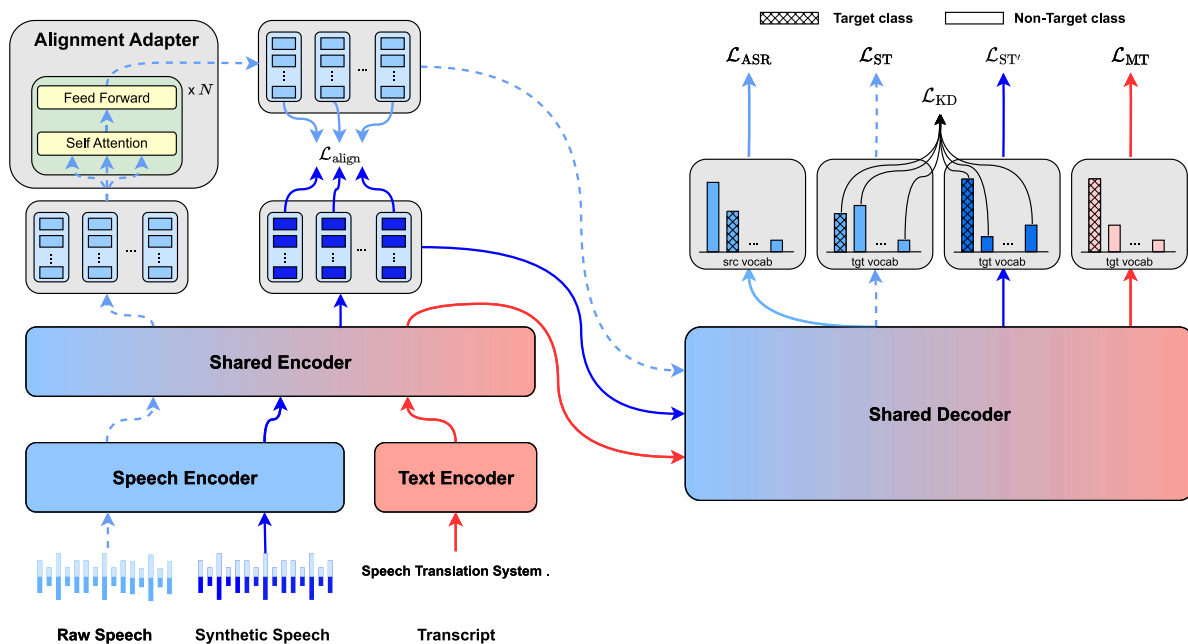 Target class
Non-Target class
Alignment Adapter
Feed Forward
Self Attention
x N
...
...
...
...
L_align
L_ASR
L_ST
L_ST′
L_MT
L_KD
...
src vocab
...
tgt vocab
...
tgt vocab
...
tgt vocab
Shared Encoder
Shared Decoder
Speech Encoder
Text Encoder
Speech Translation System .
Raw Speech
Synthetic Speech
Transcript